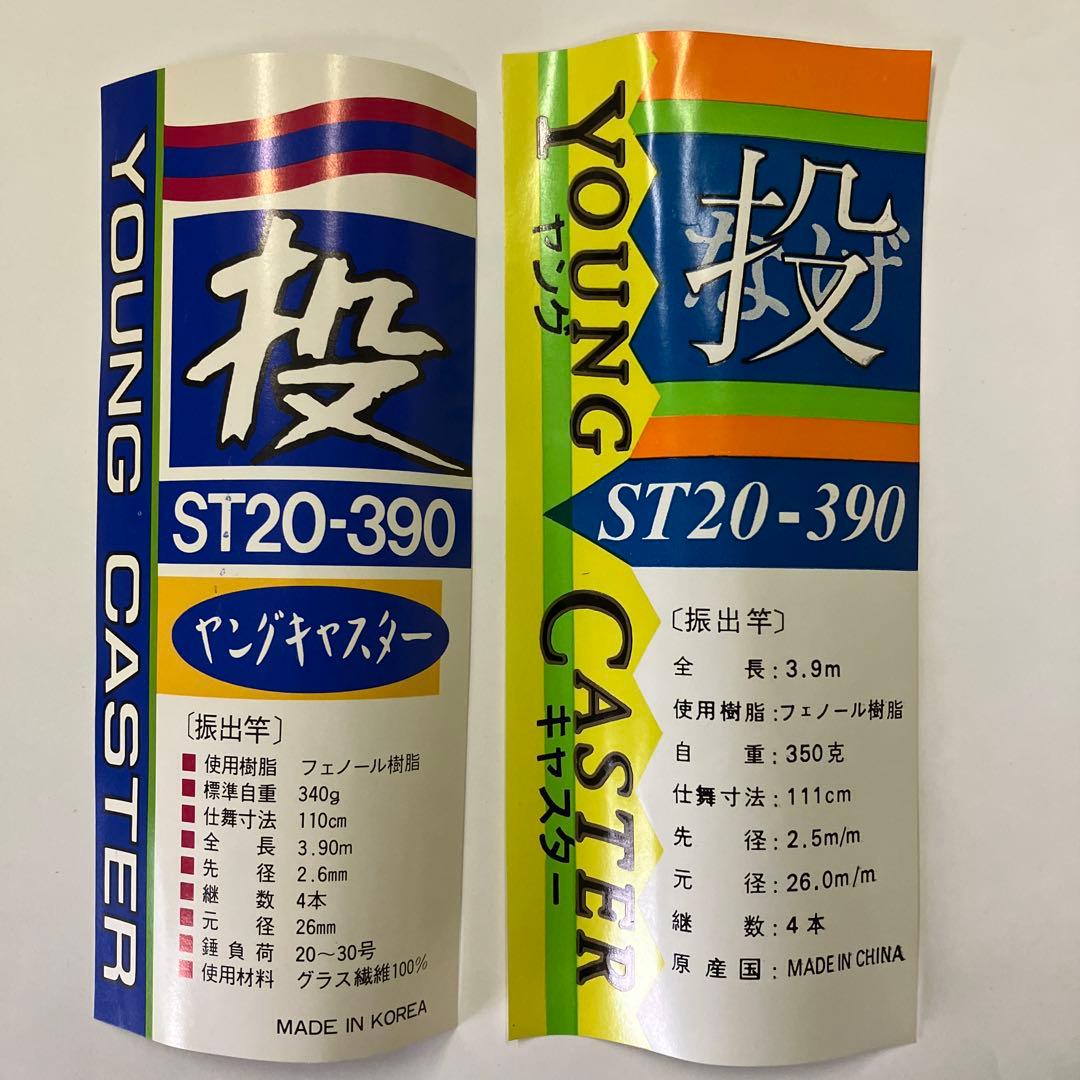 YOUNG CASTER
投
ST20-390
ヤングキャスター
〔振出竿〕
使用樹脂 フェノール樹脂
標準自重 340g
仕舞寸法 110cm
全長 3.90m
先径 2.6mm
継数 4本
元径 26mm
錘負荷 20～30号
使用材料 グラス繊維100%
MADE IN KOREA
YOUNG CASTER
ヤング キャスター
投
なげ
ST20-390
〔振出竿〕
全長:3.9m
使用樹脂:フェノール樹脂
自重:350克
仕舞寸法:111cm
先径:2.5m/m
元径:26.0m/m
継数:4本
原産国:MADE IN CHINA